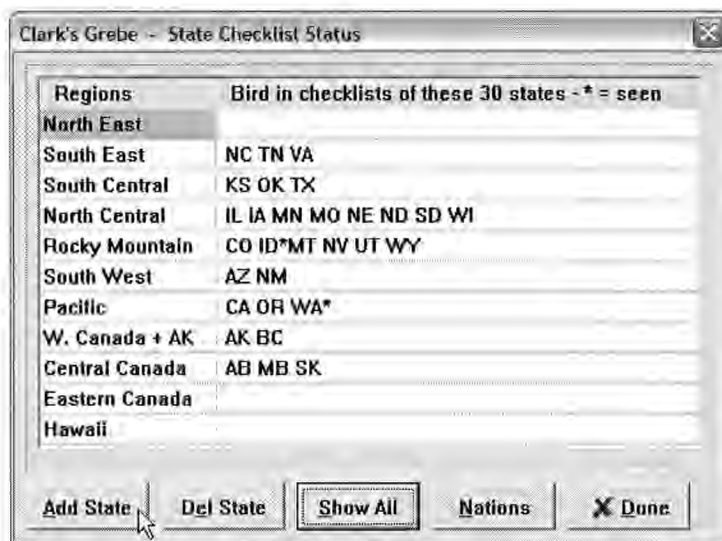 Clark's Grebe - State Checklist Status
Regions Bird in checklists of these 30 states - * = seen
North East
South East NC TN VA
South Central KS OK TX
North Central IL IA MN MO NE ND SD WI
Rocky Mountain CO ID*MT NV UT WY
South West AZ NM
Pacific CA OR WA*
W. Canada + AK AK BC
Central Canada AB MB SK
Eastern Canada
Hawaii
Add State Del State Show All Nations X Done